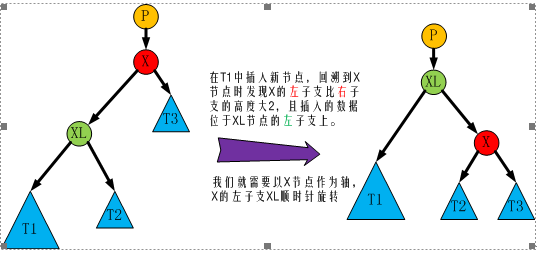 P
X
XL
T3
T1
T2
在T1中插入新节点，回溯到X
节点时发现X的左子支比右子
支的高度大2，且插入的数据
位于XL节点的左子支上。
我们就需要以X节点作为轴，
X的左子支XL顺时针旋转
P
XL
X
T1
T2
T3